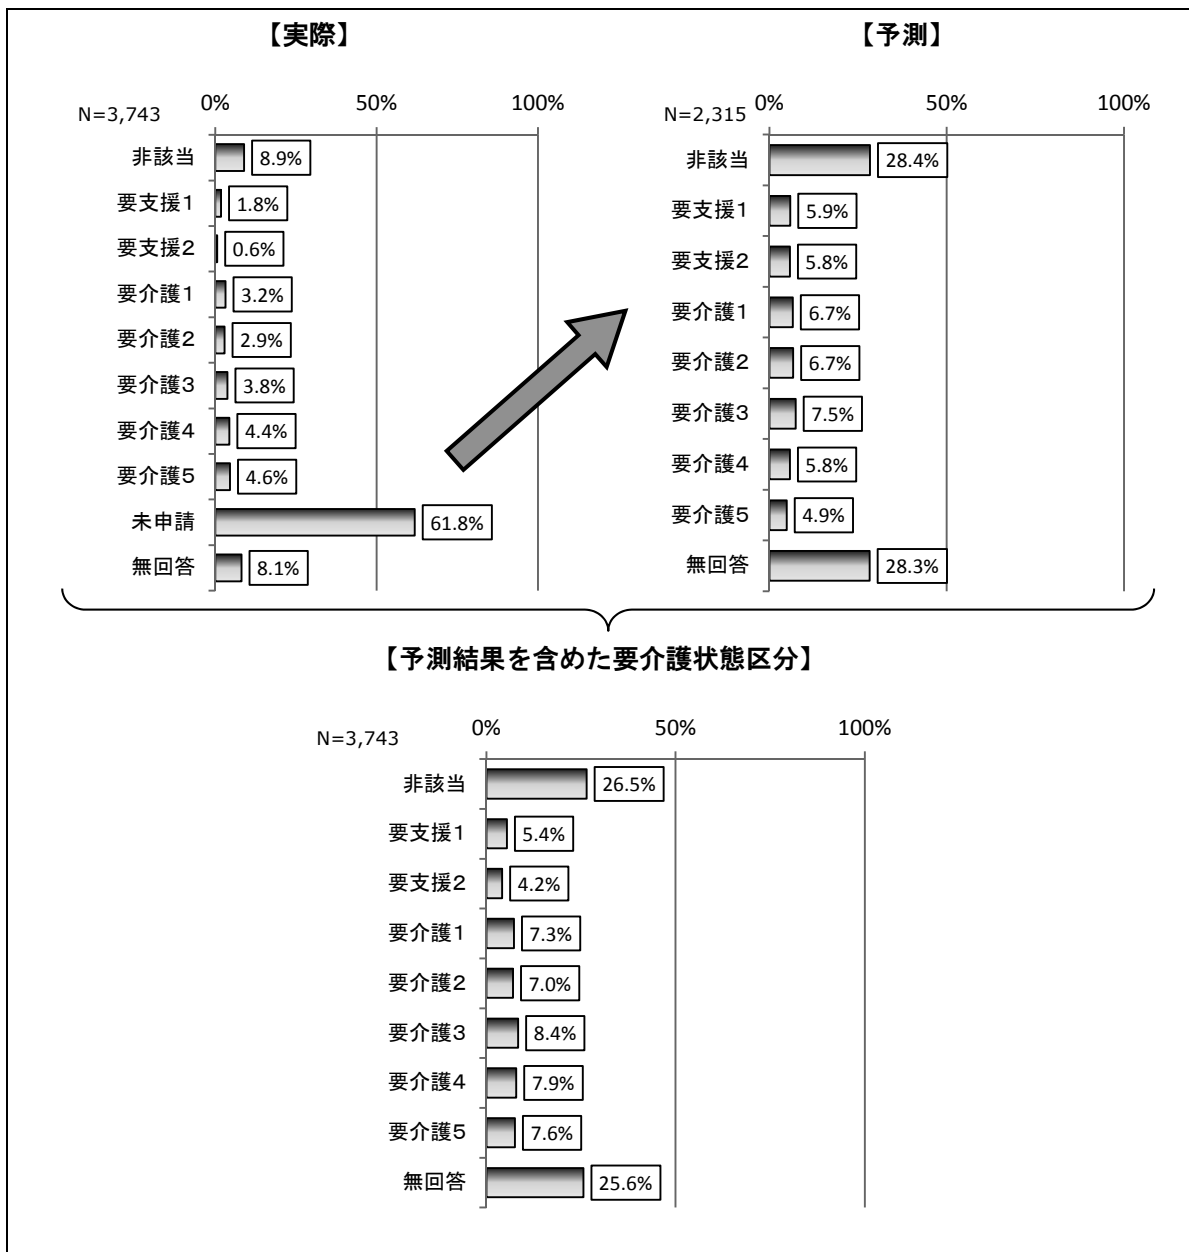 【実際】
N=3,743
0% 50% 100%
非該当 8.9%
要支援1 1.8%
要支援2 0.6%
要介護1 3.2%
要介護2 2.9%
要介護3 3.8%
要介護4 4.4%
要介護5 4.6%
未申請 61.8%
無回答 8.1%
【予測】
N=2,315
0% 50% 100%
非該当 28.4%
要支援1 5.9%
要支援2 5.8%
要介護1 6.7%
要介護2 6.7%
要介護3 7.5%
要介護4 5.8%
要介護5 4.9%
無回答 28.3%
【予測結果を含めた要介護状態区分】
N=3,743
0% 50% 100%
非該当 26.5%
要支援1 5.4%
要支援2 4.2%
要介護1 7.3%
要介護2 7.0%
要介護3 8.4%
要介護4 7.9%
要介護5 7.6%
無回答 25.6%